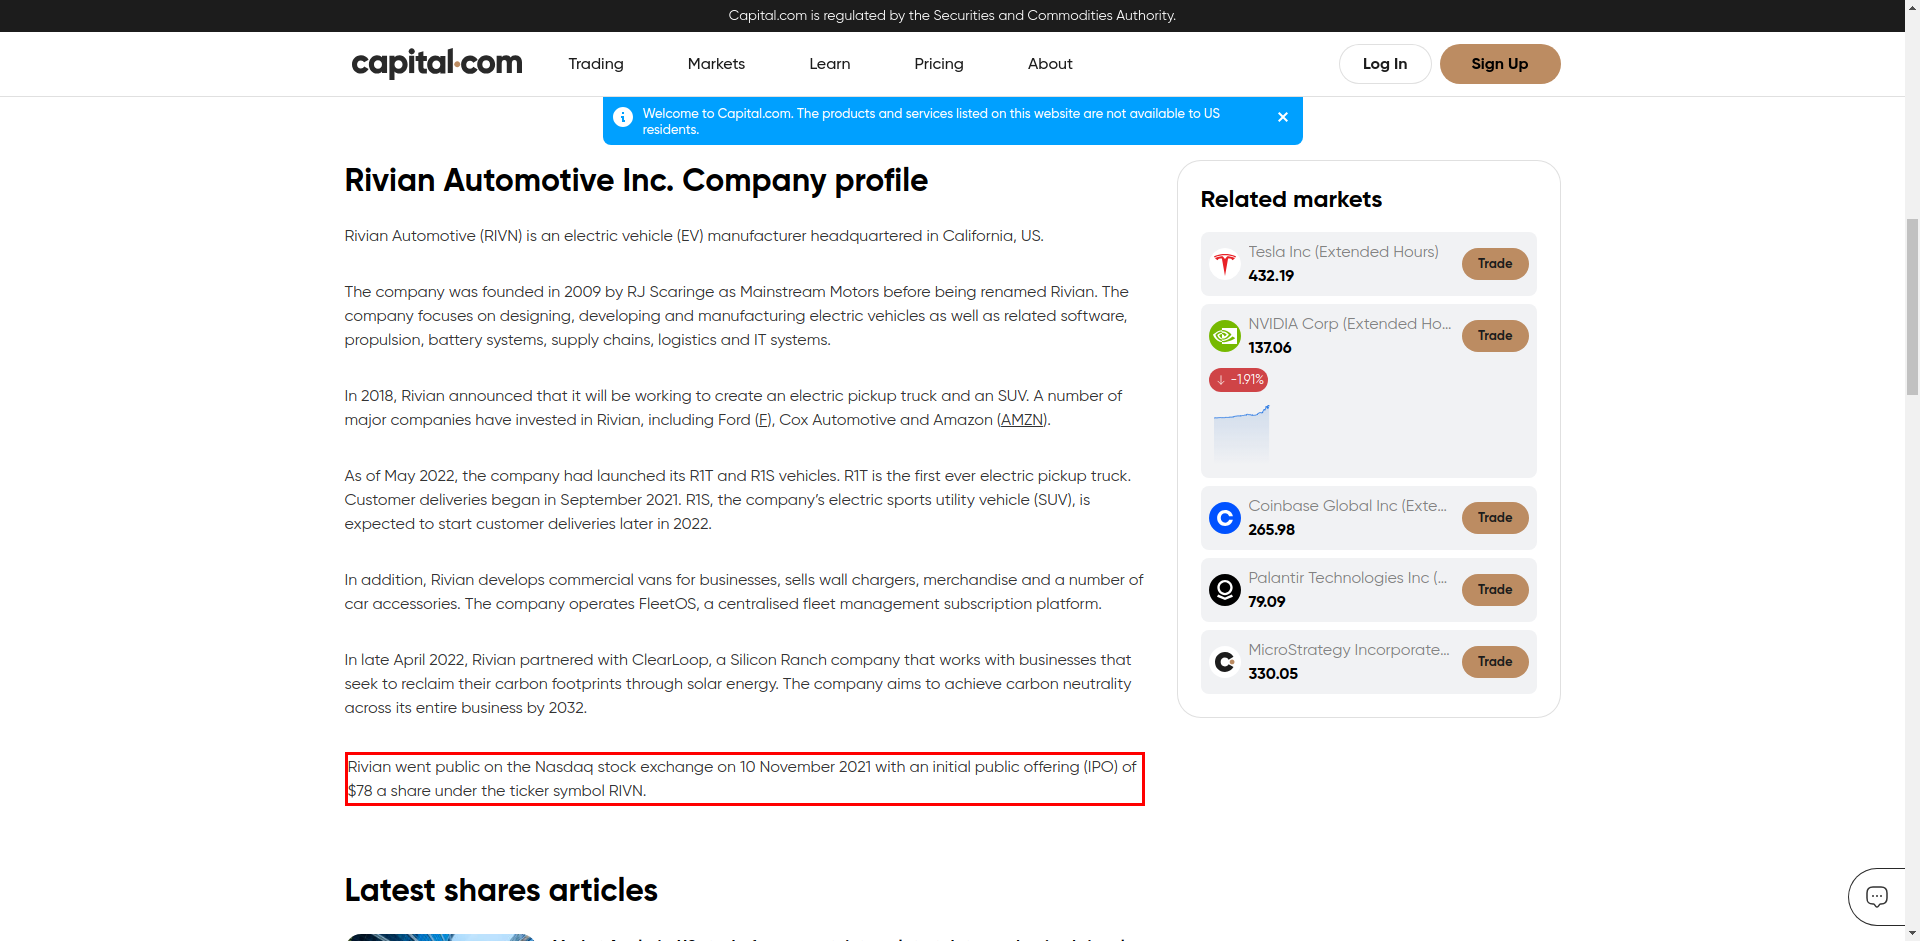 Capital.com is regulated by the Securities and Commodities Authority.
capital.com
Trading
Markets
Learn
Pricing
About
Log In
Sign Up
Welcome to Capital.com. The products and services listed on this website are not available to US
residents.
Rivian Automotive Inc. Company profile
Rivian Automotive (RIVN) is an electric vehicle (EV) manufacturer headquartered in California, US.
The company was founded in 2009 by RJ Scaringe as Mainstream Motors before being renamed Rivian. The
company focuses on designing, developing and manufacturing electric vehicles as well as related software,
propulsion, battery systems, supply chains, logistics and IT systems.
In 2018, Rivian announced that it will be working to create an electric pickup truck and an SUV. A number of
major companies have invested in Rivian, including Ford (F), Cox Automotive and Amazon (AMZN).
As of May 2022, the company had launched its R1T and R1S vehicles. R1T is the first ever electric pickup truck.
Customer deliveries began in September 2021. R1S, the company’s electric sports utility vehicle (SUV), is
expected to start customer deliveries later in 2022.
In addition, Rivian develops commercial vans for businesses, sells wall chargers, merchandise and a number of
car accessories. The company operates FleetOS, a centralised fleet management subscription platform.
In late April 2022, Rivian partnered with ClearLoop, a Silicon Ranch company that works with businesses that
seek to reclaim their carbon footprints through solar energy. The company aims to achieve carbon neutrality
across its entire business by 2032.
Rivian went public on the Nasdaq stock exchange on 10 November 2021 with an initial public offering (IPO) of
$78 a share under the ticker symbol RIVN.
Latest shares articles
Related markets
Tesla Inc (Extended Hours)
432.19
Trade
NVIDIA Corp (Extended Ho...
137.06
Trade
↓ -1.91%
Coinbase Global Inc (Exte...
265.98
Trade
Palantir Technologies Inc (...
79.09
Trade
MicroStrategy Incorporate...
330.05
Trade